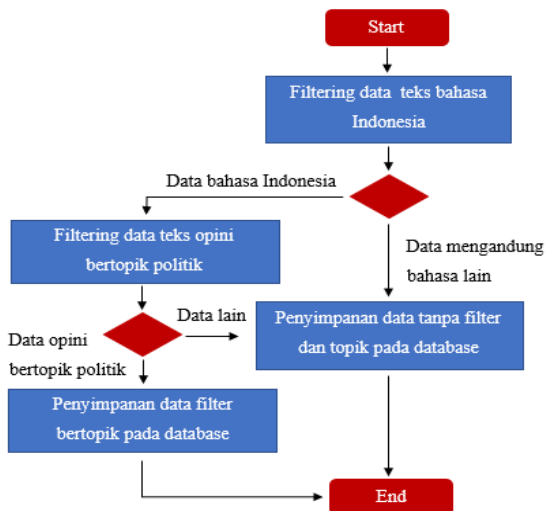 Start
Filtering data teks bahasa
Indonesia
Data bahasa Indonesia
Filtering data teks opini
bertopik politik
Data mengandung
bahasa lain
Data lain
Penyimpanan data tanpa filter
dan topik pada database
Data opini
bertopik politik
Penyimpanan data filter
bertopik pada database
End